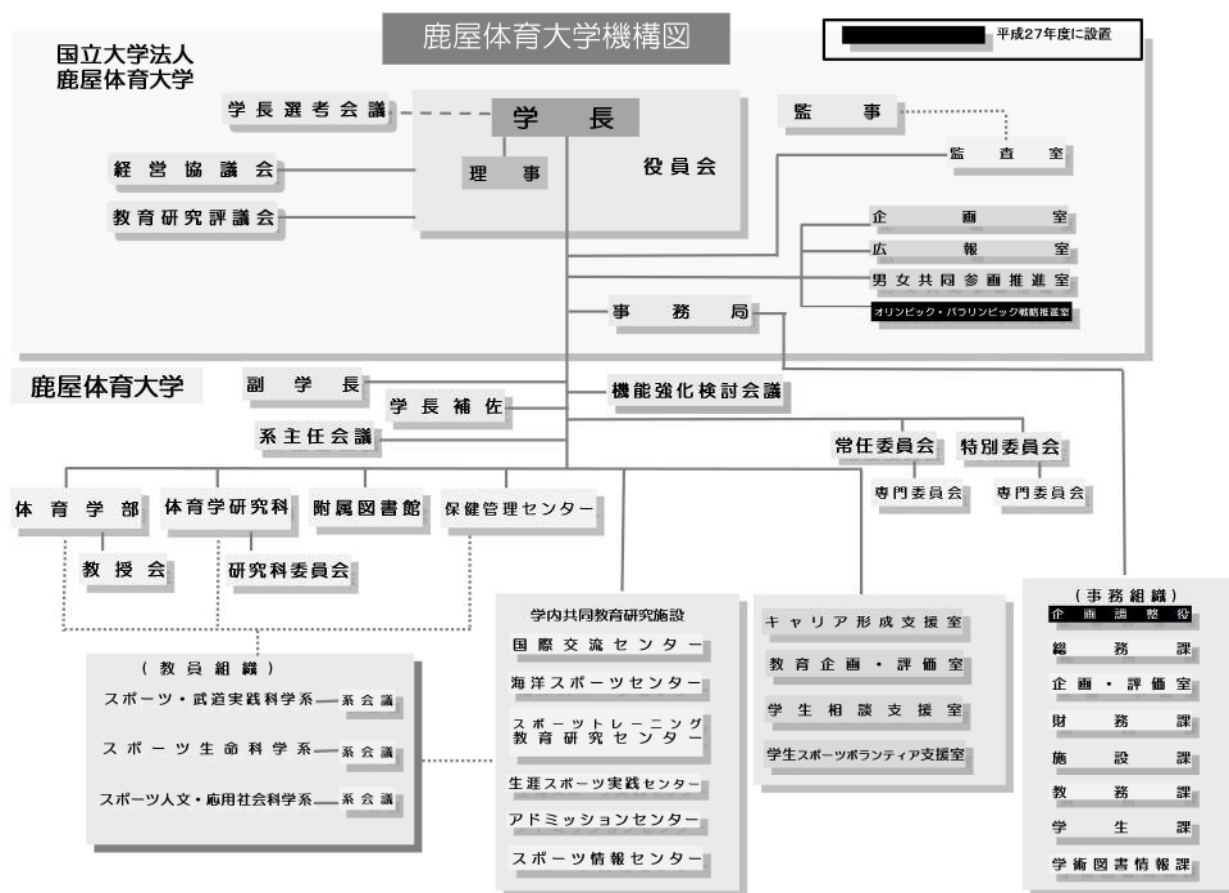 鹿屋体育大学機構図
平成27年度に設置
国立大学法人
鹿屋体育大学
学長選考会議
学長
監事
経営協議会
理事
役員会
監査室
教育研究評議会
企画室
広報室
男女共同参画推進室
事務局
オリンピック・パラリンピック戦略推進室
鹿屋体育大学
副学長
機能強化検討会議
学長補佐
系主任会議
常任委員会
特別委員会
専門委員会
専門委員会
体育学部
体育学研究科
附属図書館
保健管理センター
教授会
研究科委員会
(教員組織)
スポーツ・武道実践科学系
系会議
スポーツ生命科学系
系会議
スポーツ人文・応用社会科学系
系会議
学内共同教育研究施設
国際交流センター
海洋スポーツセンター
スポーツトレーニング
教育研究センター
生涯スポーツ実践センター
アドミッションセンター
スポーツ情報センター
キャリア形成支援室
教育企画・評価室
学生相談支援室
学生スポーツボランティア支援室
(事務組織)
企画調整役
総務課
企画・評価室
財務課
施設課
教務課
学生課
学術図書情報課